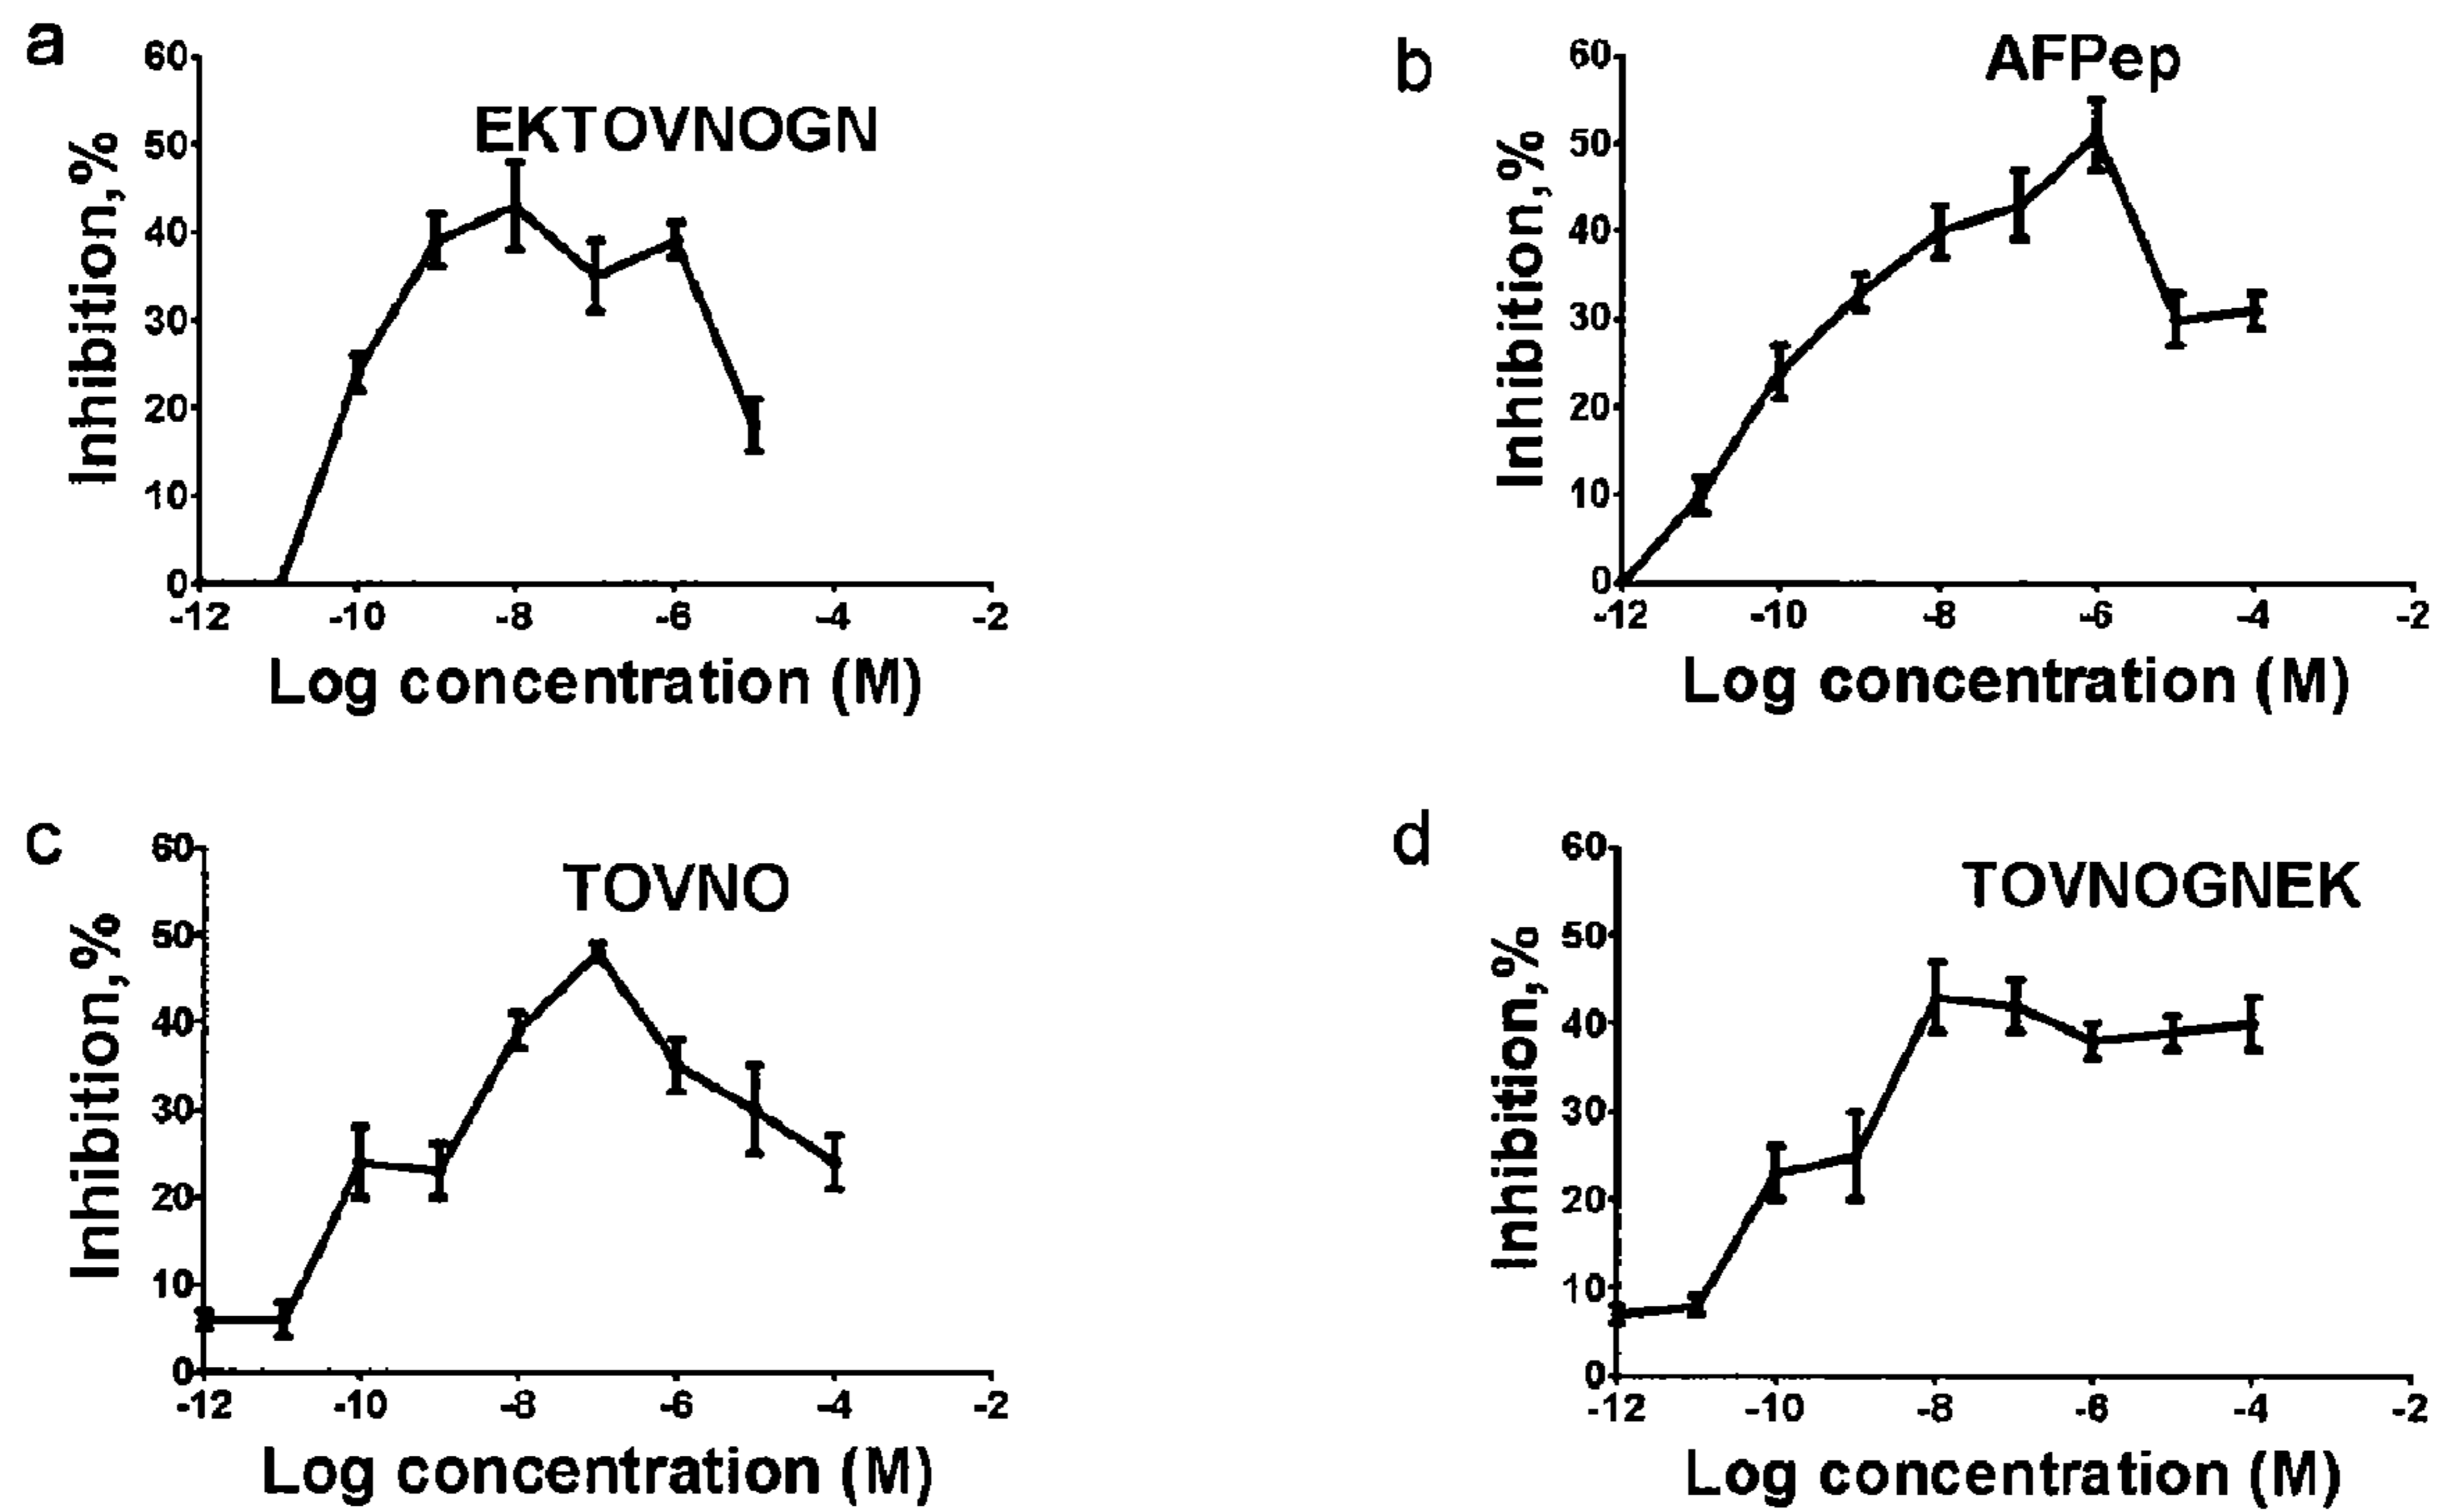 a
EKTOVNOGN
Inhibition,%
60
50
40
30
20
10
0
-12 -10 -8 -6 -4 -2
Log concentration (M)
b
AFPep
Inhibition,%
60
50
40
30
20
10
0
-12 -10 -8 -6 -4 -2
Log concentration (M)
c
TOVNO
Inhibition,%
60
50
40
30
20
10
0
-12 -10 -8 -6 -4 -2
Log concentration (M)
d
TOVNOGNEK
Inhibition,%
60
50
40
30
20
10
0
-12 -10 -8 -6 -4 -2
Log concentration (M)